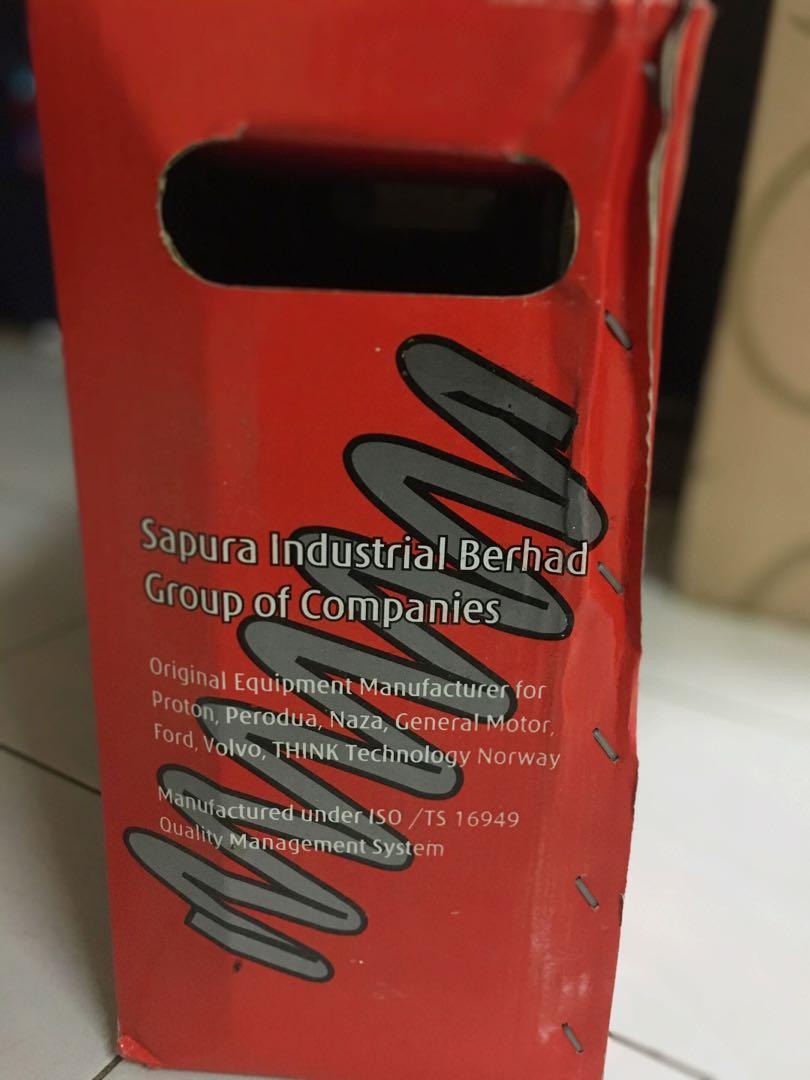 Sapura Industrial Berhad
Group of Companies
Original Equipment Manufacturer for
Proton, Perodua, Naza, General Motor,
Ford, Volvo, THINK Technology Norway
Manufactured under ISO /TS 16949
Quality Management System